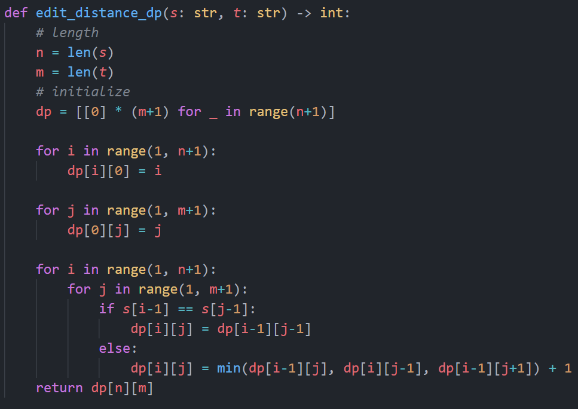 def edit_distance_dp(s: str, t: str) -> int:
    # length
    n = len(s)
    m = len(t)
    # initialize
    dp = [[0] * (m+1) for _ in range(n+1)]
    for i in range(1, n+1):
        dp[i][0] = i
    for j in range(1, m+1):
        dp[0][j] = j
    for i in range(1, n+1):
        for j in range(1, m+1):
            if s[i-1] == s[j-1]:
                dp[i][j] = dp[i-1][j-1]
            else:
                dp[i][j] = min(dp[i-1][j], dp[i][j-1], dp[i-1][j+1]) + 1
    return dp[n][m]